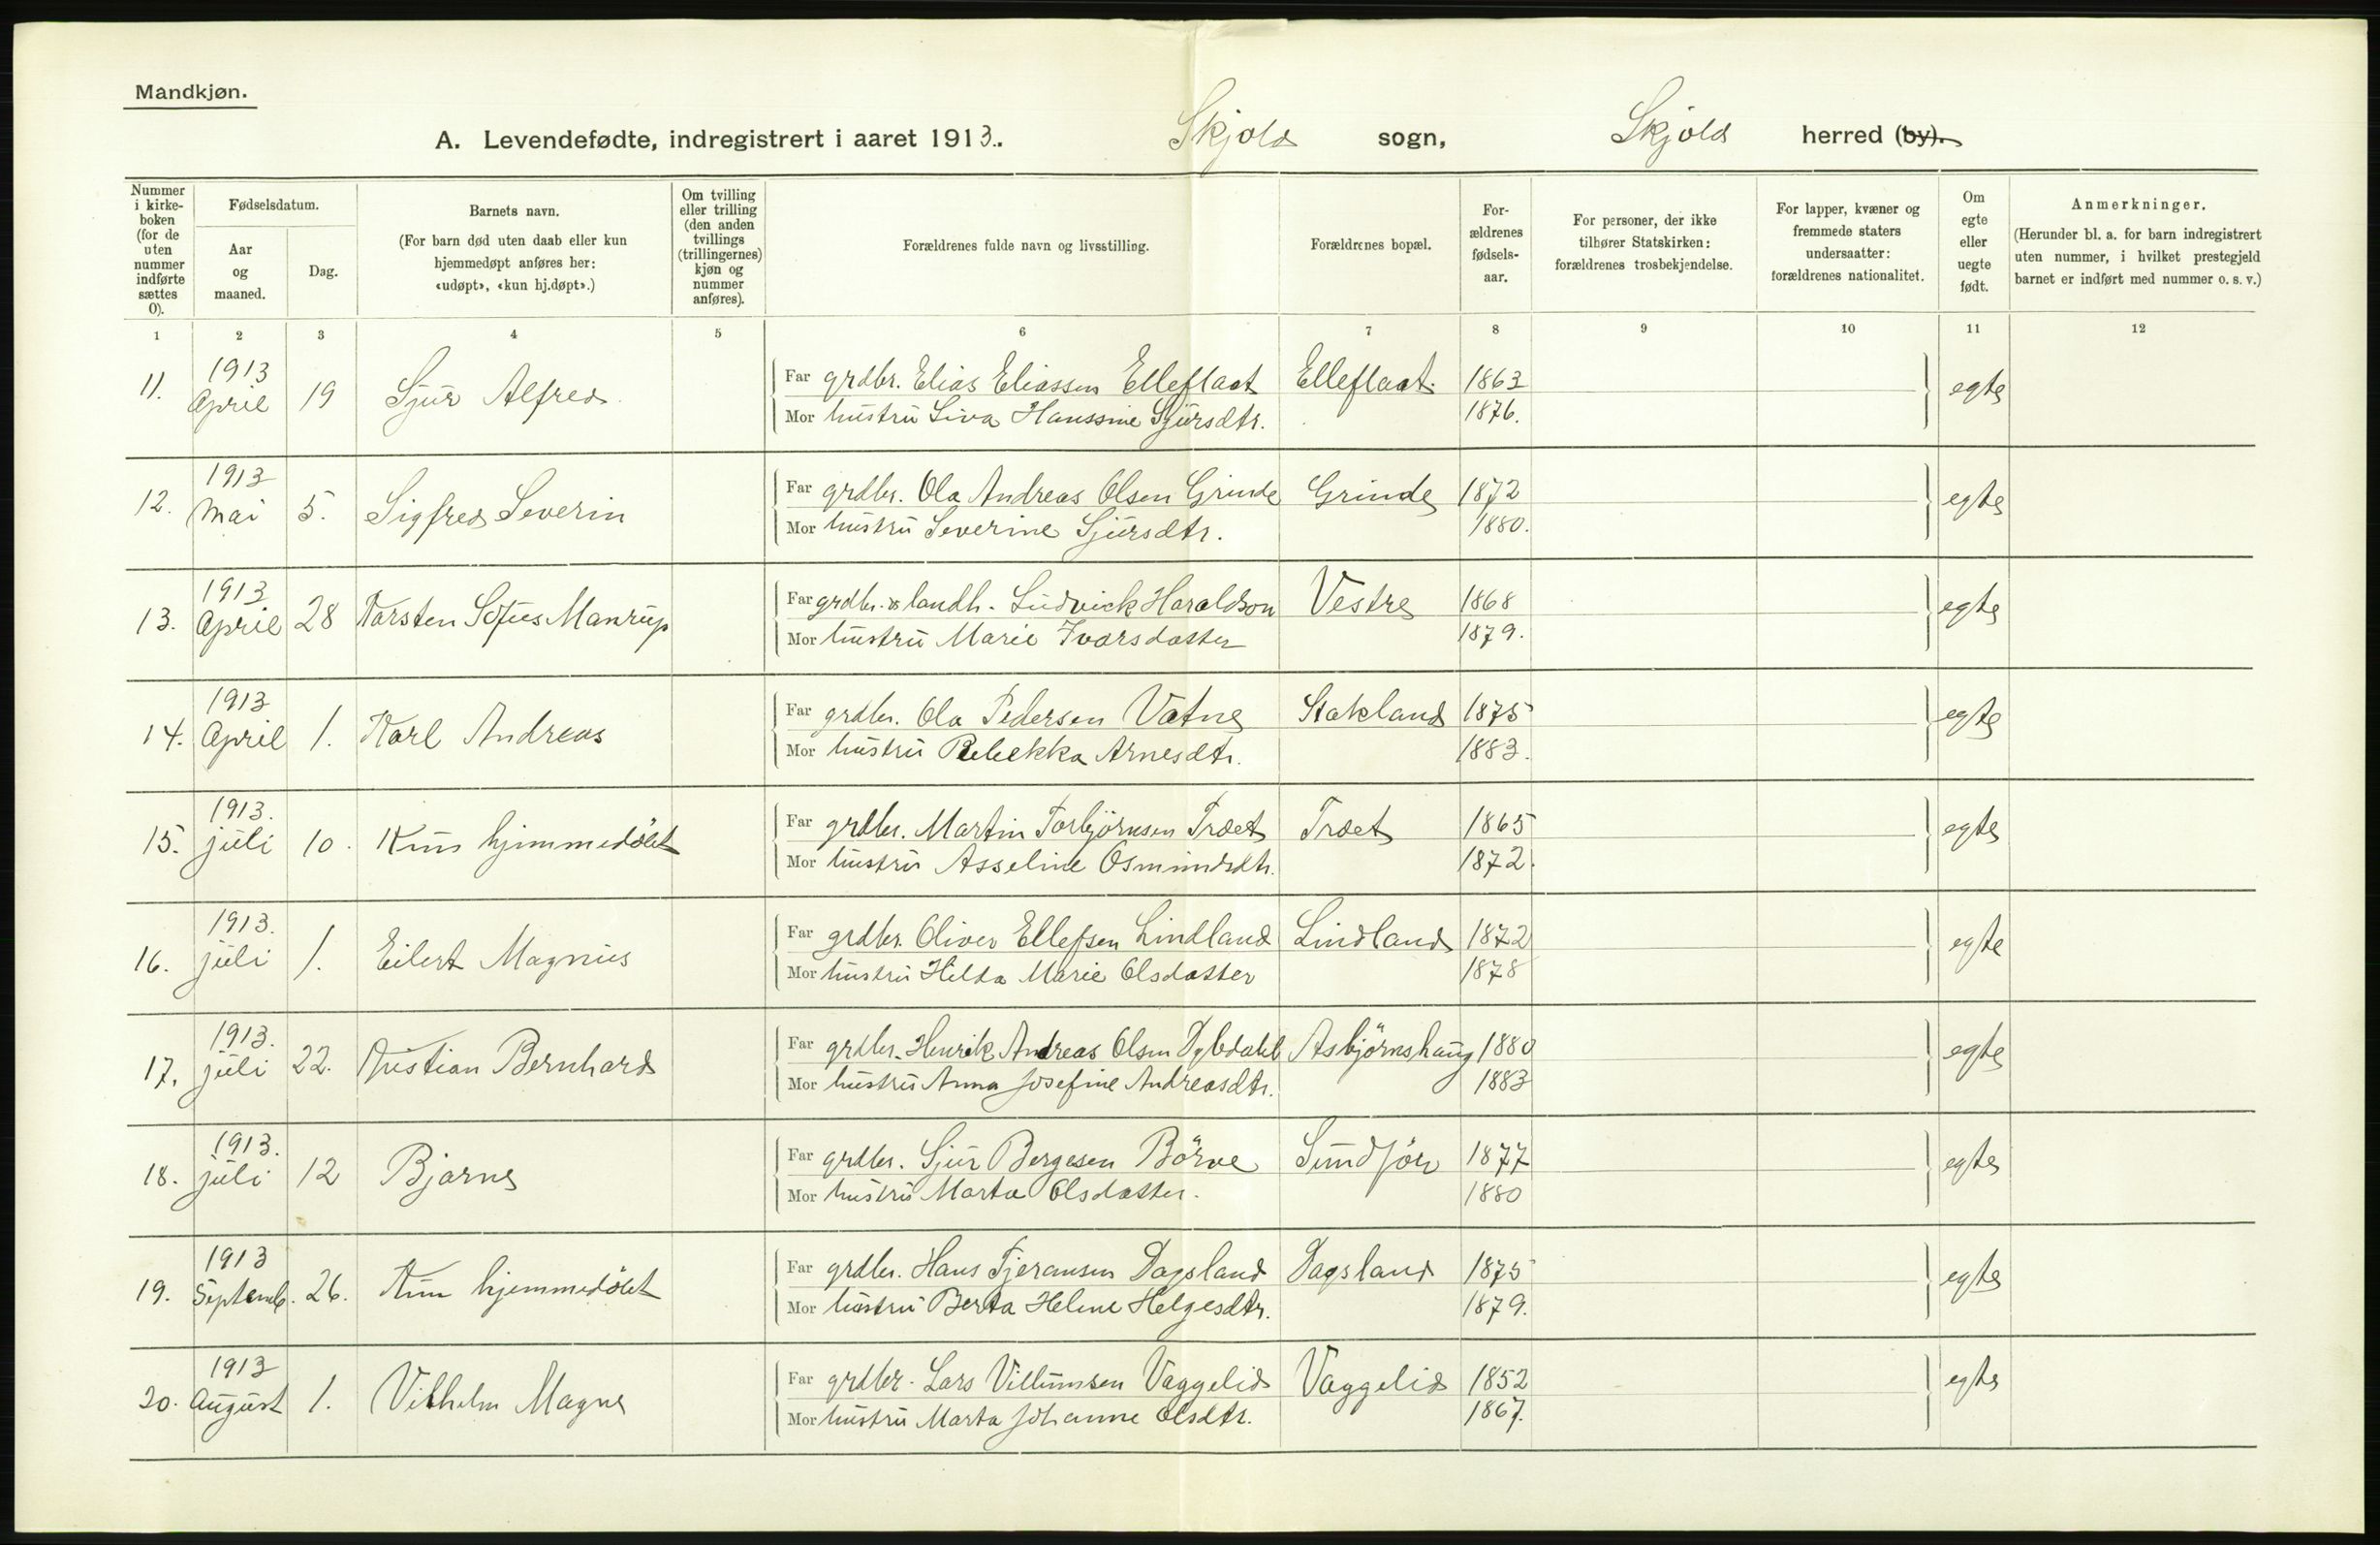 Mandkjøn.
A. Levendefødte, indregistrert i aaret 1913. Skjold sogn, Skjold herred (by).
Nummer i kirkeboken (for de uten nummer indførte sættes 0).
Fødselsdatum.
Aar og maaned.
Dag.
Barnets navn.
(For barn død uten daab eller kun hjemmedøpt anføres her: «udøpt», «kun hj.døpt».)
Om tvilling eller trilling (den anden tvillings (trillingernes) kjøn og nummer anføres).
Forældrenes fulde navn og livsstilling.
Forældrenes bopæl.
Forældrenes fødselsaar.
For personer, der ikke tilhører Statskirken: forældrenes trosbekjendelse.
For lapper, kvæner og fremmede staters undersaatter: forældrenes nationalitet.
Om egte eller uegte født.
Anmerkninger.
(Herunder bl. a. for barn indregistrert uten nummer, i hvilket prestegjeld barnet er indført med nummer o. s. v.)
1 2 3 4 5 6 7 8 9 10 11 12
11. 1913 April 19 Sjur Alfred Far grdbr. Elias Eliassen Elleflaat Elleflaat. 1863 egte
Mor hustru Siva Hanssine Sjursdtr. 1876.
12. 1913 Mai 5. Sigfred Severin Far grdbr. Ola Andreas Olsen Grinde Grinde 1872 egte
Mor hustru Severine Sjursdtr. 1880.
13. 1913 April 28 Karsten Sofus Manrup Far grdbr. & landh. Ludvick Haraldson Vestre 1868 egte
Mor hustru Marie Ivarsdatter 1879.
14. 1913 April 1. Karl Andreas Far grdbr. Ola Pedersen Vatne Stakland 1875 egte
Mor hustru Rebekka Arnesdtr. 1883.
15. 1913. juli 10. Kun hjimmedöbt Far grdbr. Martin Torbjörnsen Træet Træet 1865 egte
Mor hustru Asseline Osmundsdtr. 1872.
16. 1913. juli 1. Eilert Magnus Far grdbr. Oliver Ellefsen Lindland Lindland 1872 egte
Mor hustru Hilda Marie Olsdatter 1878
17. 1913. juli 22. Kristian Bernhard Far grdbr. Henrik Andreas Olsen Dybdahl Asbjörnshaug 1880 egte
Mor hustru Anna Josefine Andreasdtr. 1883
18. 1913. juli 12 Bjarne Far grdbr. Sjur Bergesen Börve Sundför 1877 egte
Mor hustru Marta Olsdatter. 1880
19. 1913 Septemb. 26. Kun hjemmedöbt Far grdbr. Hans Tjeransen Dagsland Dagsland 1875 egte
Mor hustru Berta Helene Helgesdtr. 1879.
20. 1913 August 1. Vilhelm Magne Far grdbr. Lars Villumsen Vaggelid Vaggelid 1852 egte
Mor hustru Marta Johanne Olsdtr. 1867.